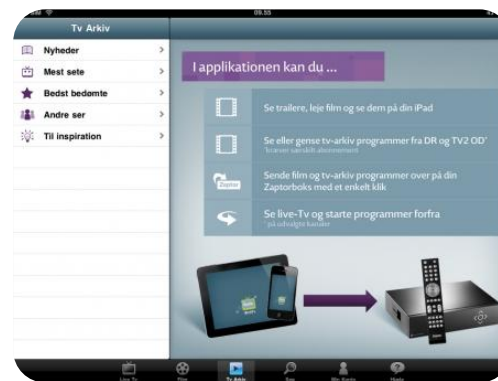 09.55
Tv Arkiv
Nyheder
Mest sete
Bedst bedømte
Andre ser
Til inspiration
I applikationen kan du ...
Se trailere, leje film og se dem på din iPad
Se eller gense tv-arkiv programmer fra DR og TV2 OD*
*kræver særskilt abonnement
Sende film og tv-arkiv programmer over på din
Zaptorboks med et enkelt klik
Zaptor
Se live-Tv og starte programmer forfra
* på udvalgte kanaler
Live Tv
Film
Tv Arkiv
Søg
Min Konto
Hjælp